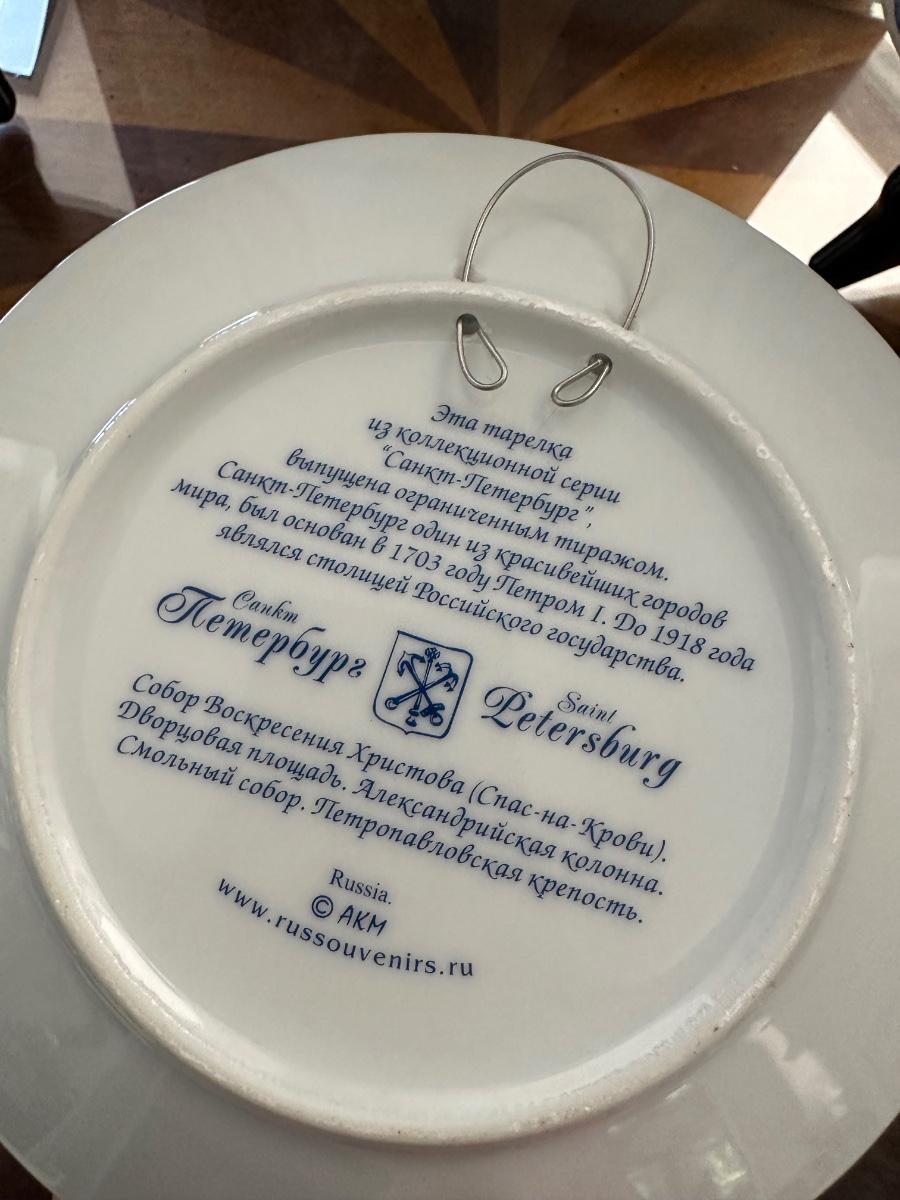 Эта тарелка
из коллекционной серии
“Санкт-Петербург”,
выпущена ограниченным тиражом.
Санкт-Петербург один из красивейших городов
мира, был основан в 1703 году Петром I. До 1918 года
являлся столицей Российского государства.
Санкт
Петербург
Saint
Petersburg
Собор Воскресения Христова (Спас-на-Крови).
Дворцовая площадь. Александрийская колонна.
Смольный собор. Петропавловская крепость.
Russia.
© АКМ
www.russouvenirs.ru